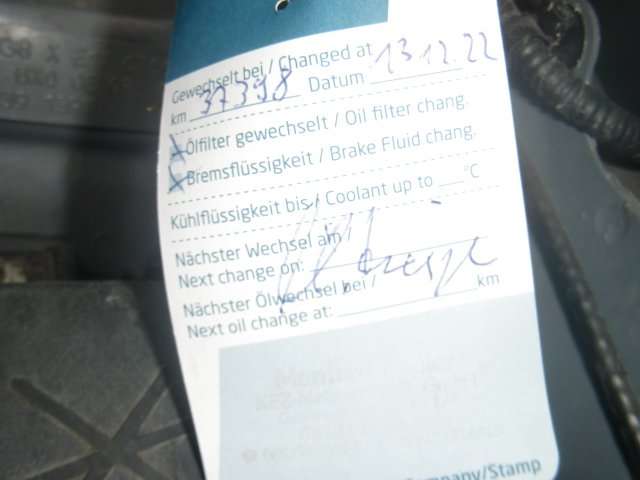 Gewechselt bei / Changed at
km 37398 Datum 13.12.22
Ölfilter gewechselt / Oil filter chang.
Bremsflüssigkeit / Brake Fluid chang.
Kühlflüssigkeit bis / Coolant up to °C
Nächster Wechsel am /
Next change on:
Nächster Ölwechsel bei /
Next oil change at: km
Company/Stamp